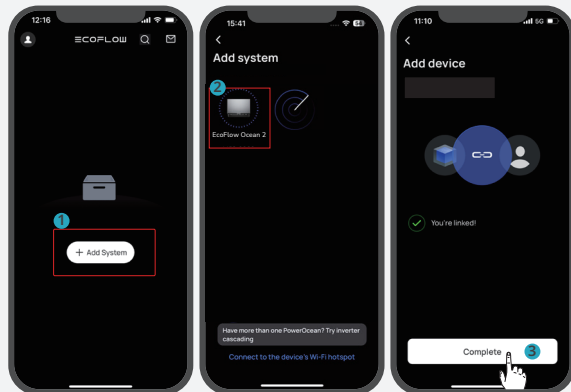 12:16
ECOFLOW
1
+ Add System
15:41
Add system
2
EcoFlow Ocean 2
Have more than one PowerOcean? Try inverter
cascading
Connect to the device's Wi-Fi hotspot
11:10
5G
Add device
You're linked!
Complete
3